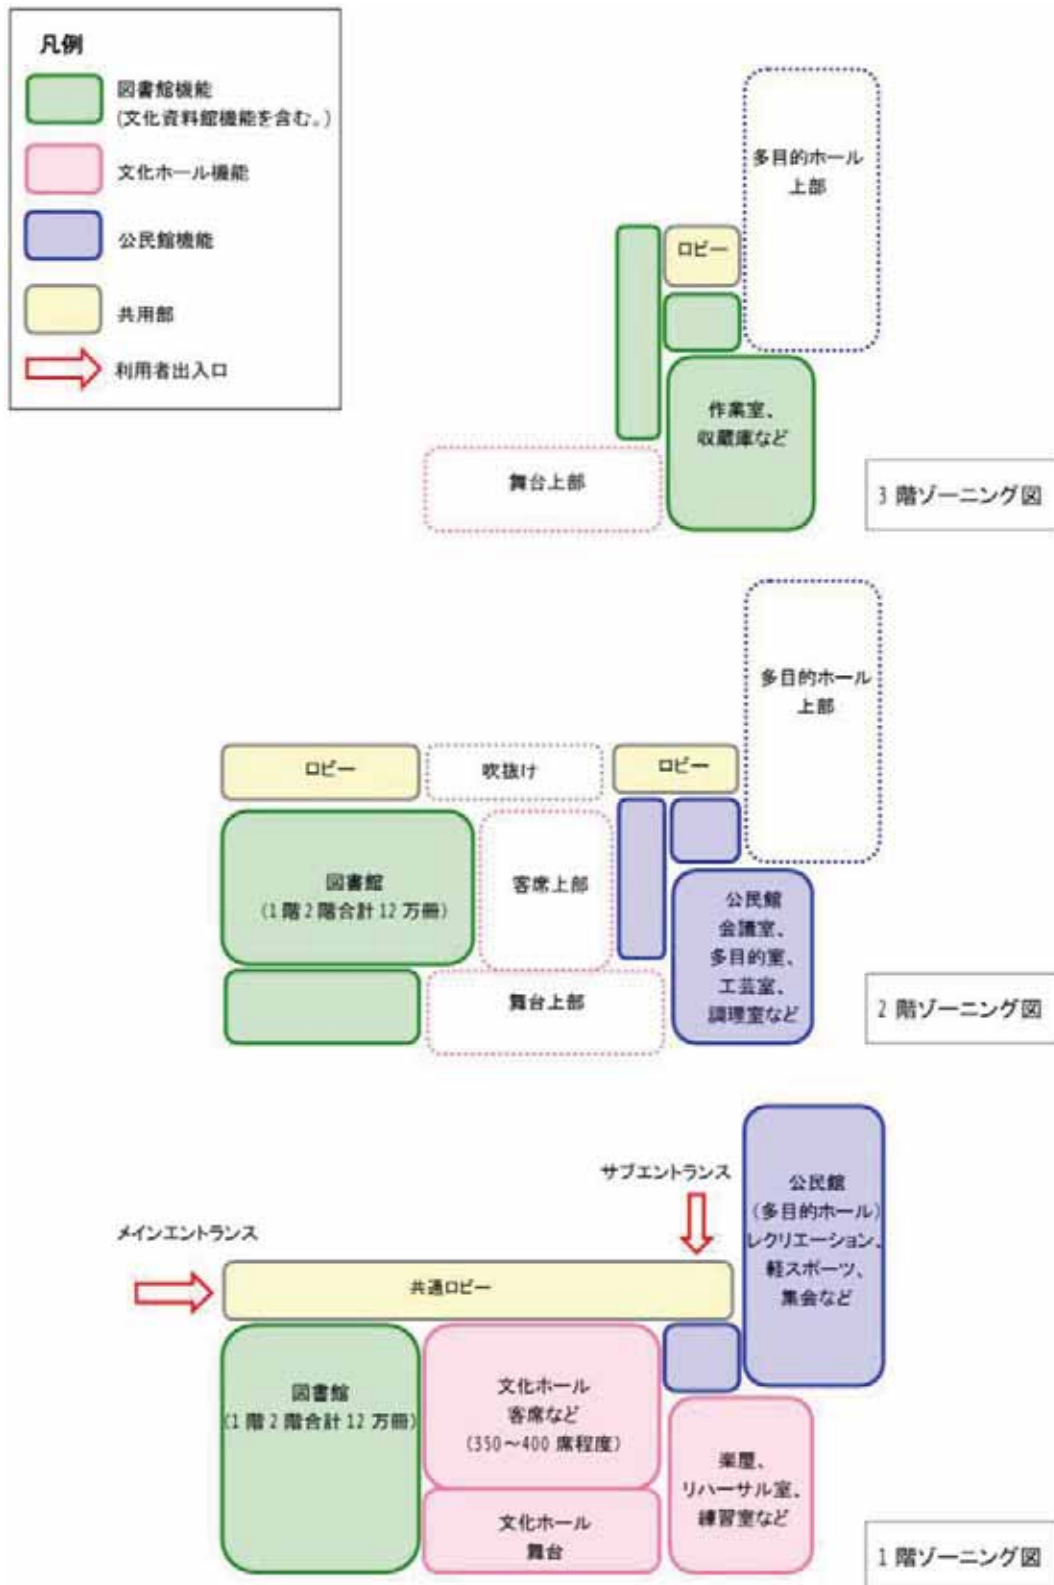 凡例
図書館機能
(文化資料館機能を含む。)
文化ホール機能
公民館機能
共用部
利用者出入口
多目的ホール
上部
ロビー
作業室、
収蔵庫など
舞台上部
3 階ゾーニング図
多目的ホール
上部
ロビー
吹抜け
ロビー
図書館
(1階2階合計12万冊)
客席上部
公民館
会議室、
多目的室、
工芸室、
調理室など
舞台上部
2 階ゾーニング図
サブエントランス
メインエントランス
公民館
(多目的ホール)
レクリエーション、
軽スポーツ、
集会など
共通ロビー
図書館
(1階2階合計12万冊)
文化ホール
客席など
(350～400 席程度)
楽屋、
リハーサル室、
練習室など
文化ホール
舞台
1 階ゾーニング図